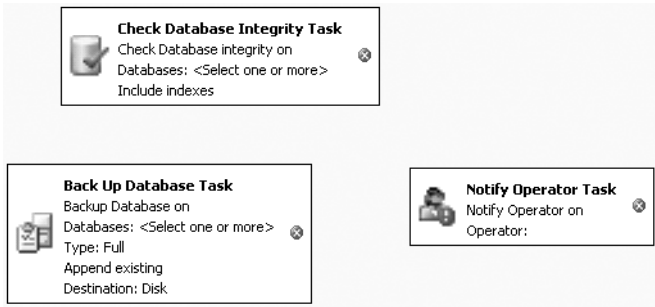 Check Database Integrity Task
Check Database integrity on
Databases: <Select one or more>
Include indexes
Back Up Database Task
Backup Database on
Databases: <Select one or more>
Type: Full
Append existing
Destination: Disk
Notify Operator Task
Notify Operator on
Operator: